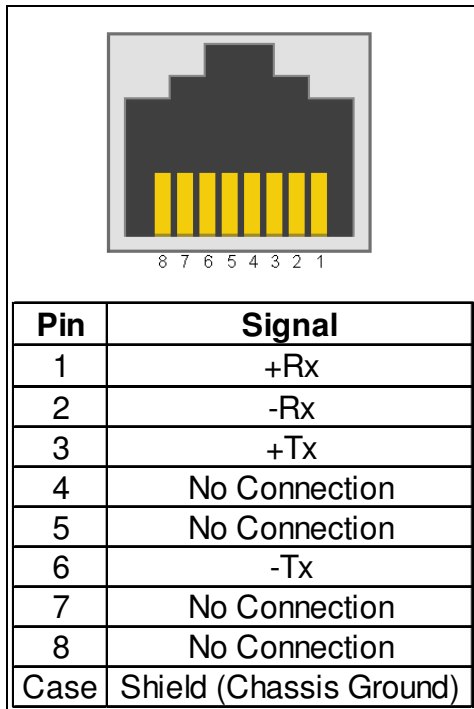 8 7 6 5 4 3 2 1
Pin Signal
1 +Rx
2 -Rx
3 +Tx
4 No Connection
5 No Connection
6 -Tx
7 No Connection
8 No Connection
Case Shield (Chassis Ground)